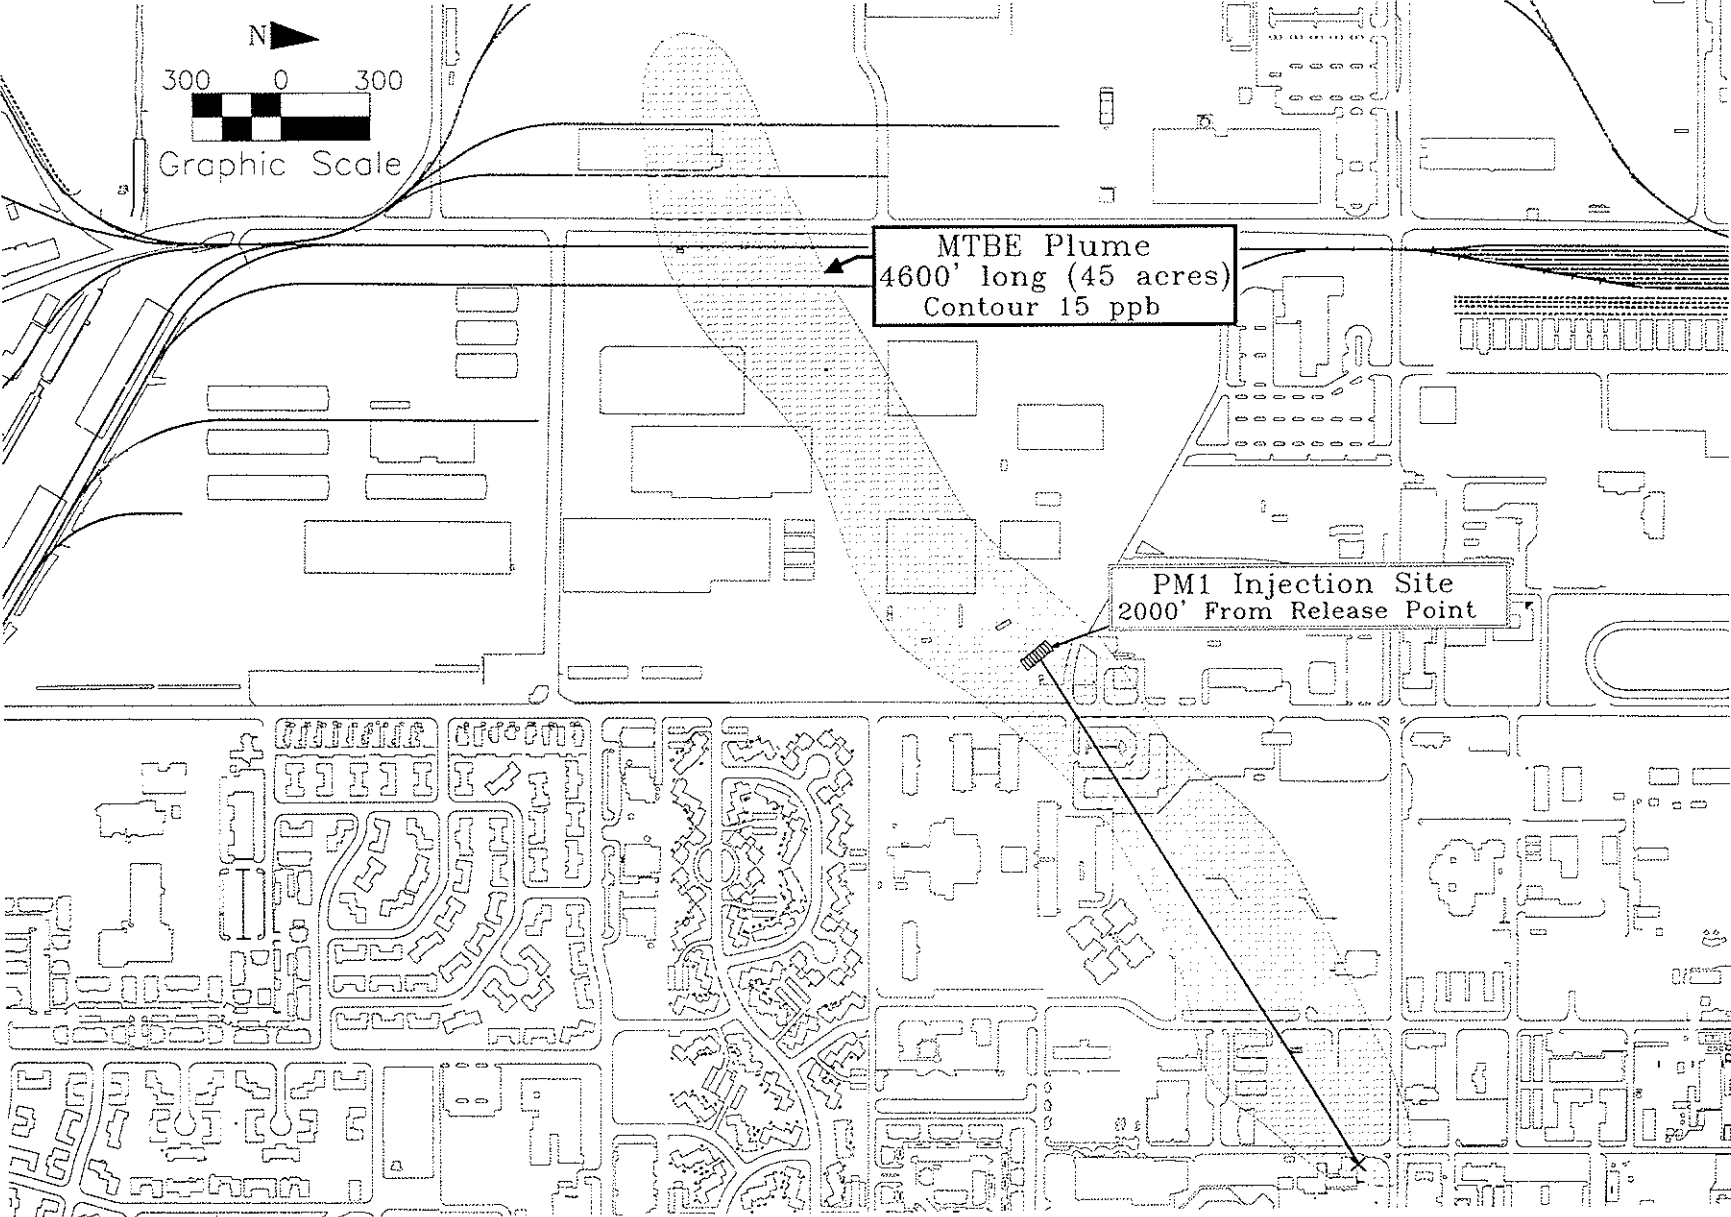 N
300 0 300
Graphic Scale
MTBE Plume
4600' long (45 acres)
Contour 15 ppb
PM1 Injection Site
2000' From Release Point